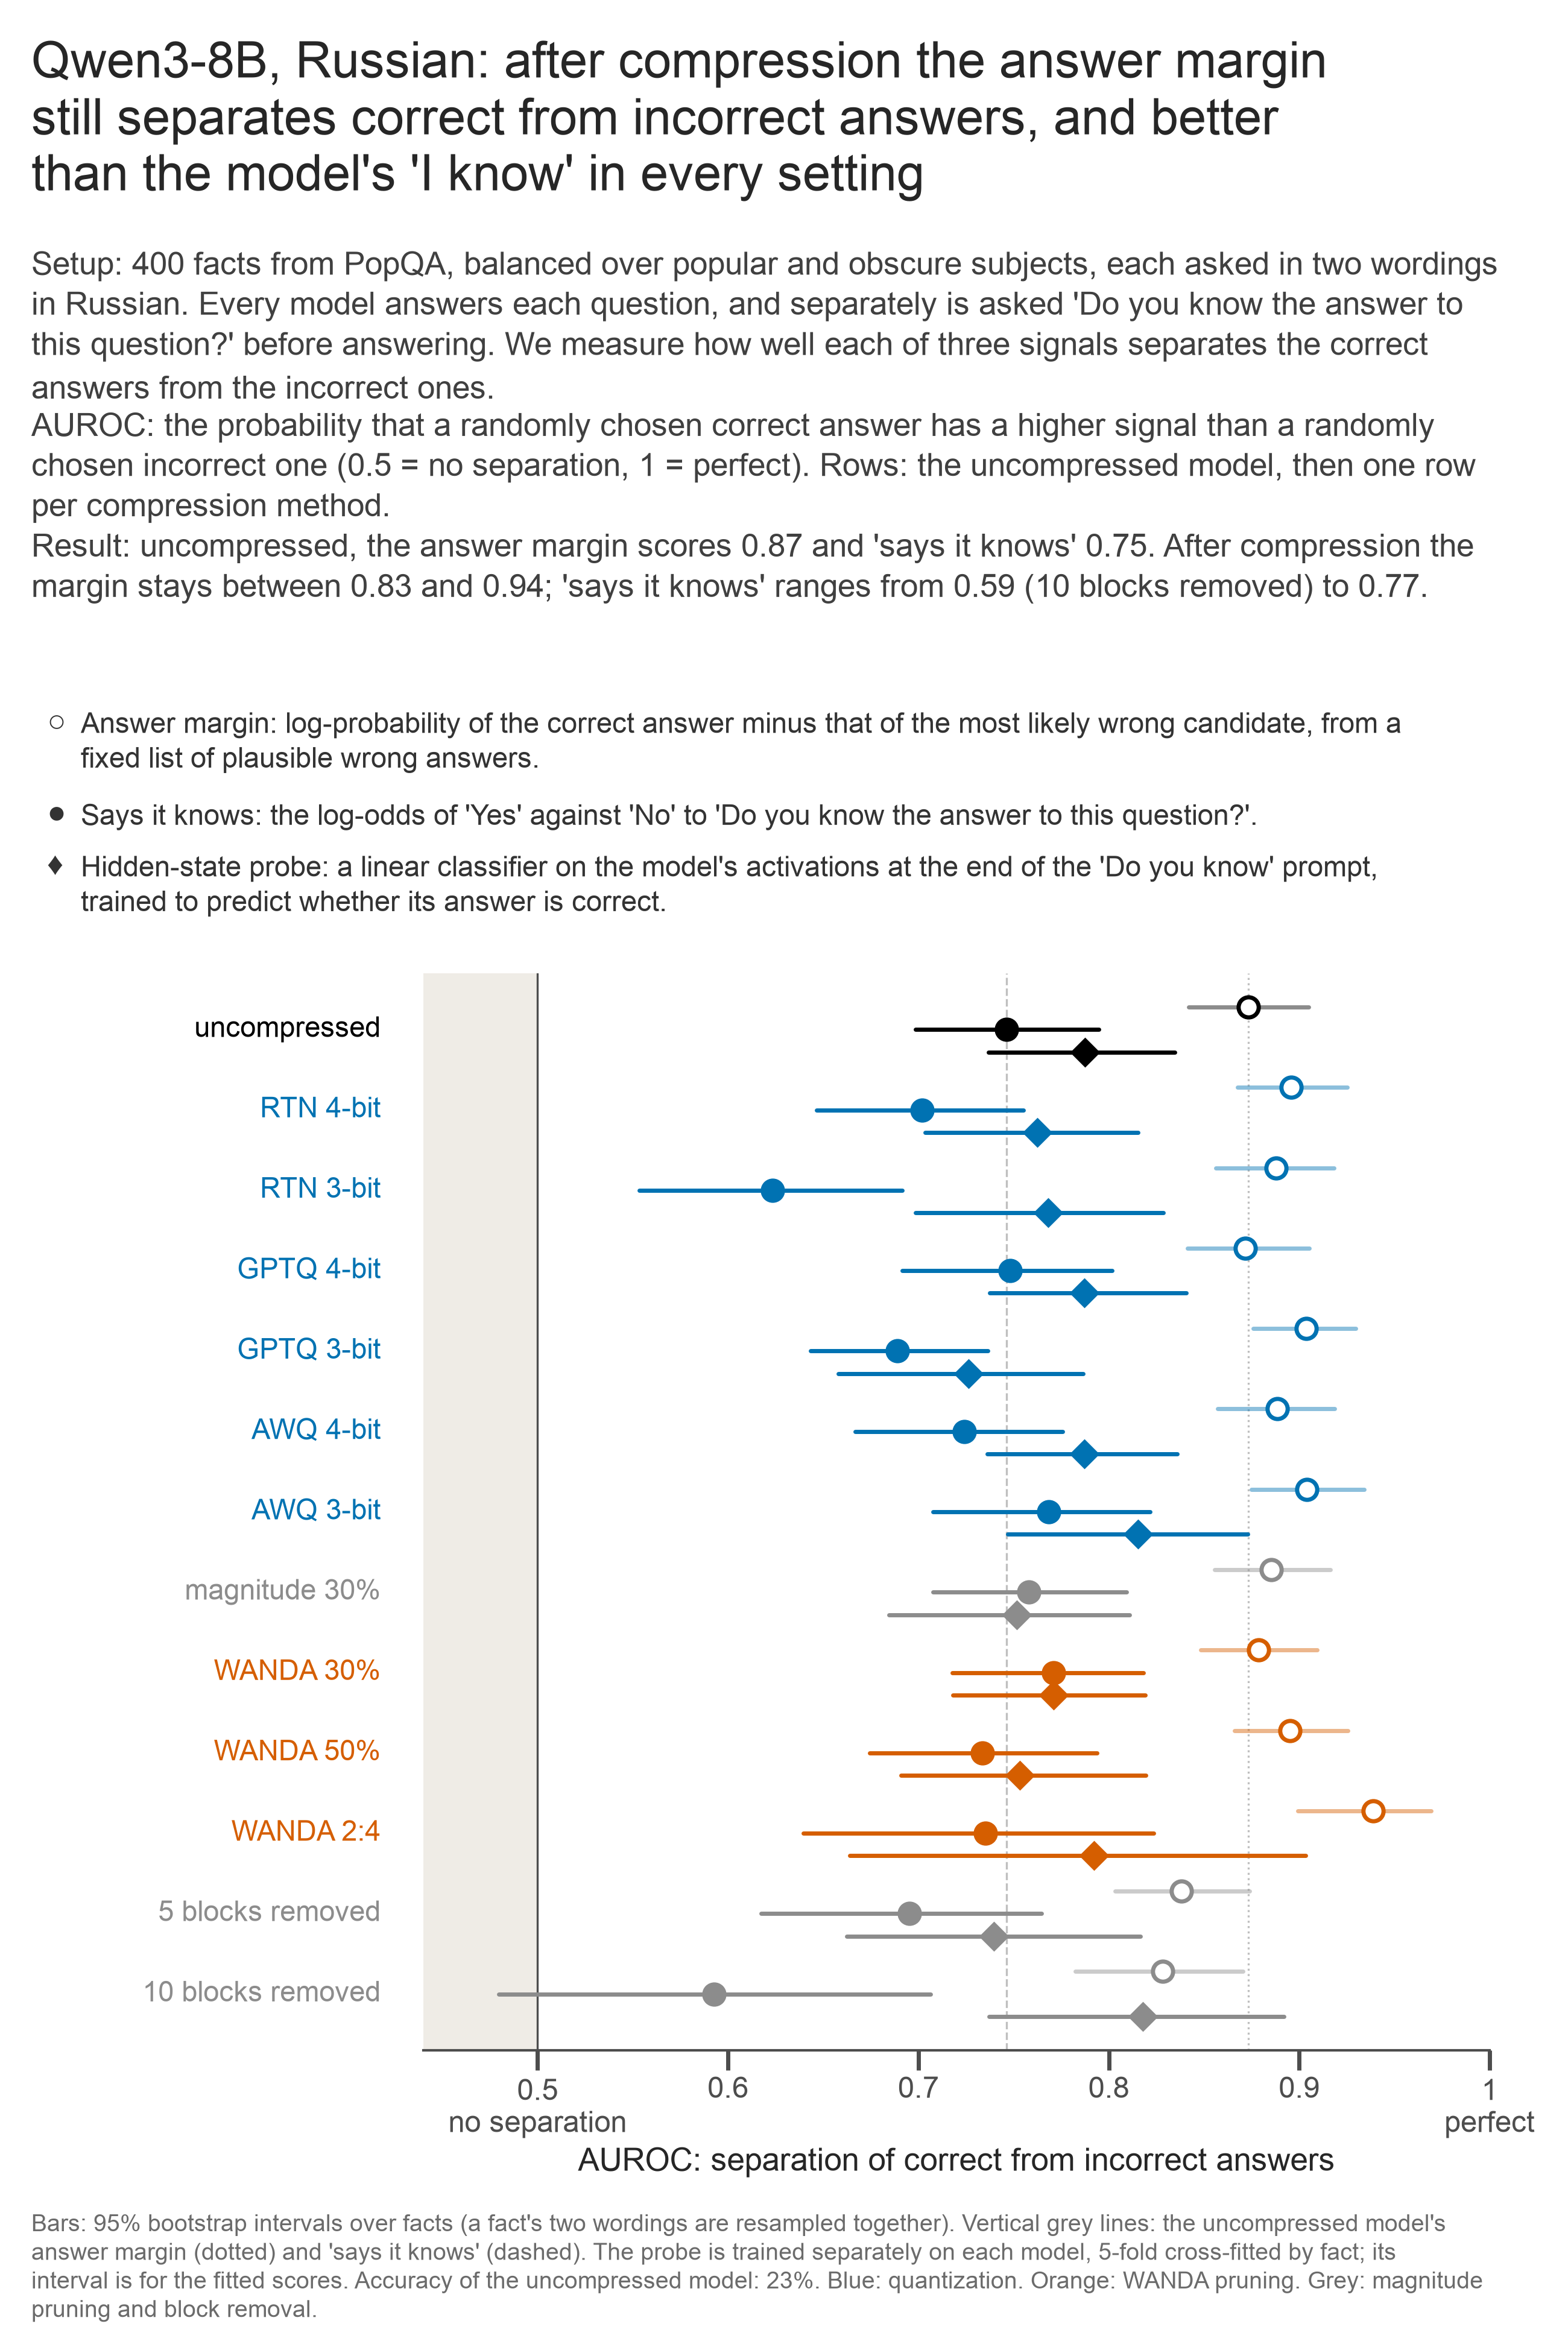 Qwen3-8B, Russian: after compression the answer margin
still separates correct from incorrect answers, and better
than the model's 'I know' in every setting
Setup: 400 facts from PopQA, balanced over popular and obscure subjects, each asked in two wordings
in Russian. Every model answers each question, and separately is asked 'Do you know the answer to
this question?' before answering. We measure how well each of three signals separates the correct
answers from the incorrect ones.
AUROC: the probability that a randomly chosen correct answer has a higher signal than a randomly
chosen incorrect one (0.5 = no separation, 1 = perfect). Rows: the uncompressed model, then one row
per compression method.
Result: uncompressed, the answer margin scores 0.87 and 'says it knows' 0.75. After compression the
margin stays between 0.83 and 0.94; 'says it knows' ranges from 0.59 (10 blocks removed) to 0.77.
Answer margin: log-probability of the correct answer minus that of the most likely wrong candidate, from a
fixed list of plausible wrong answers.
Says it knows: the log-odds of 'Yes' against 'No' to 'Do you know the answer to this question?'.
Hidden-state probe: a linear classifier on the model's activations at the end of the 'Do you know' prompt,
trained to predict whether its answer is correct.
uncompressed
RTN 4-bit
RTN 3-bit
GPTQ 4-bit
GPTQ 3-bit
AWQ 4-bit
AWQ 3-bit
magnitude 30%
WANDA 30%
WANDA 50%
WANDA 2:4
5 blocks removed
10 blocks removed
0.5 0.6 0.7 0.8 0.9 1
no separation perfect
AUROC: separation of correct from incorrect answers
Bars: 95% bootstrap intervals over facts (a fact's two wordings are resampled together). Vertical grey lines: the uncompressed model's
answer margin (dotted) and 'says it knows' (dashed). The probe is trained separately on each model, 5-fold cross-fitted by fact; its
interval is for the fitted scores. Accuracy of the uncompressed model: 23%. Blue: quantization. Orange: WANDA pruning. Grey: magnitude
pruning and block removal.